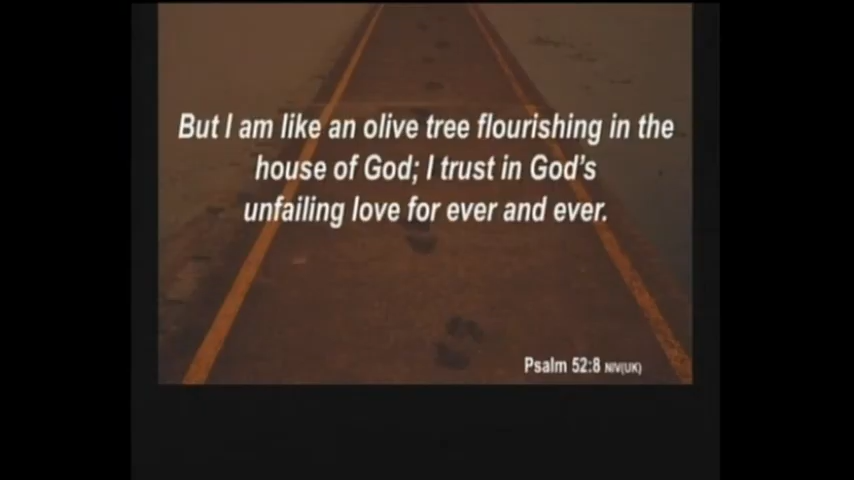 But I am like an olive tree flourishing in the
house of God; I trust in God's
unfailing love for ever and ever.
Psalm 52:8 NIV(UK)